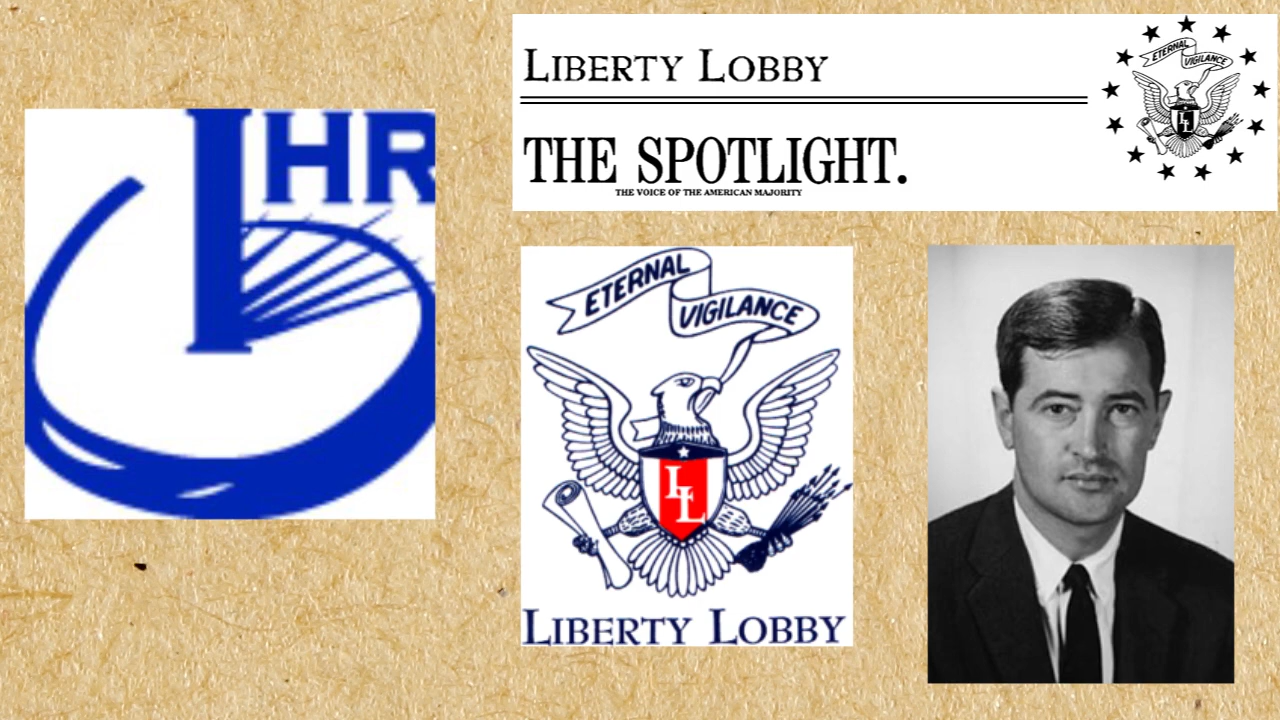 IHR
LIBERTY LOBBY
THE SPOTLIGHT.
THE VOICE OF THE AMERICAN MAJORITY
ETERNAL
VIGILANCE
LL
ETERNAL
VIGILANCE
LL
LIBERTY LOBBY